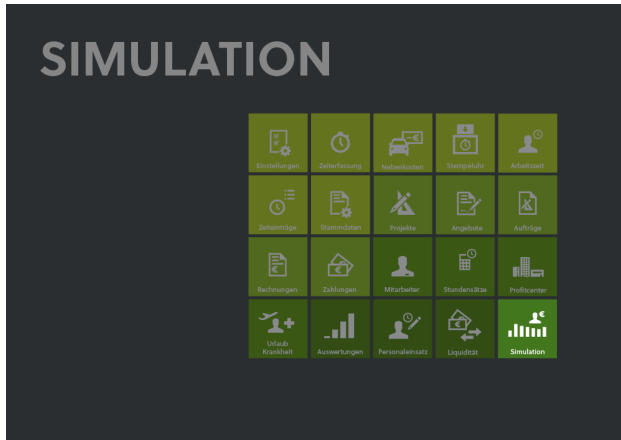 SIMULATION
Einstellungen
Zeiterfassung
Nebenkosten
Stempeluhr
Arbeitszeit
Zeiteinträge
Stammdaten
Projekte
Angebote
Aufträge
Rechnungen
Zahlungen
Mitarbeiter
Stundensätze
Profitcenter
Urlaub
Krankheit
Auswertungen
Personaleinsatz
Liquidität
Simulation